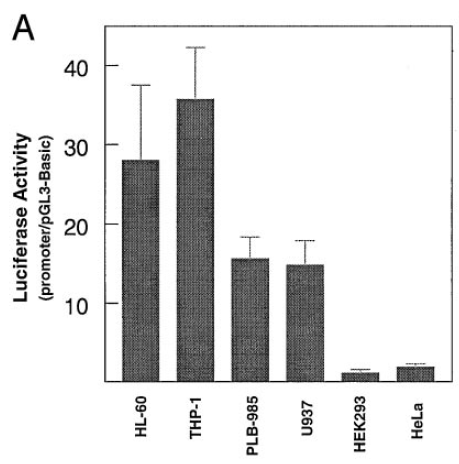 A
40
30
20
10
Luciferase Activity
(promoter/pGL3-Basic)
HL-60
THP-1
PLB-985
U937
HEK293
HeLa